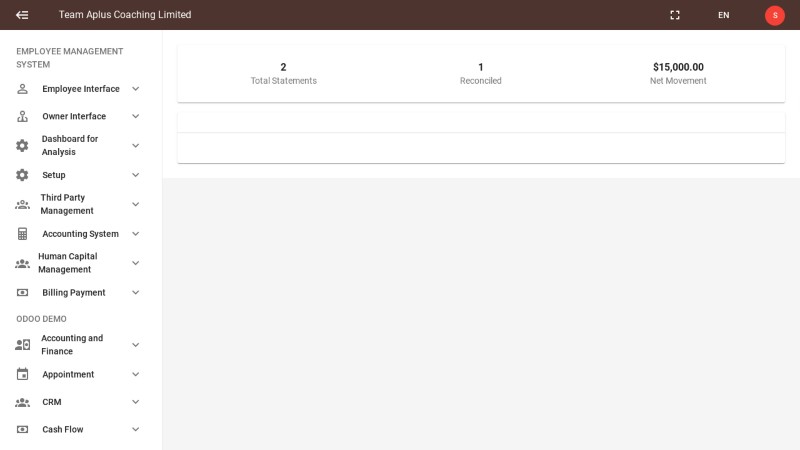 Team Aplus Coaching Limited
EN
S
EMPLOYEE MANAGEMENT
SYSTEM
Employee Interface
Owner Interface
Dashboard for
Analysis
Setup
Third Party
Management
Accounting System
Human Capital
Management
Billing Payment
ODOO DEMO
Accounting and
Finance
Appointment
CRM
Cash Flow
2
Total Statements
1
Reconciled
$15,000.00
Net Movement